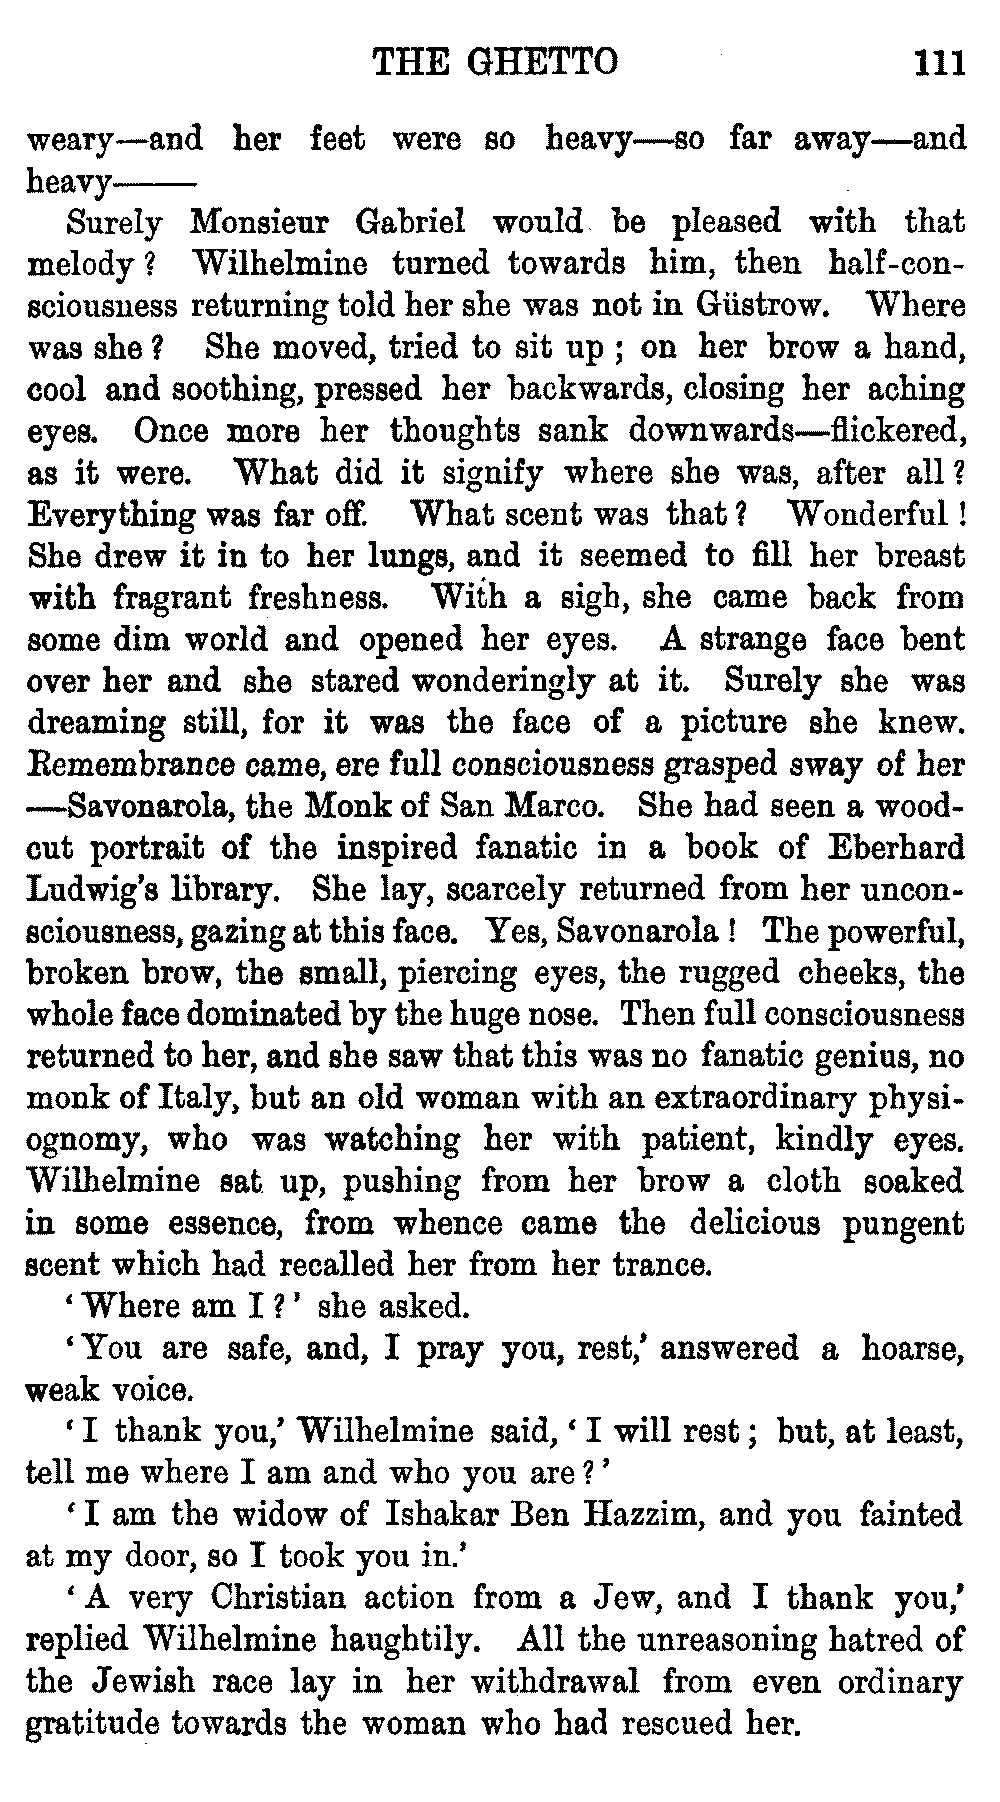 THE GHETTO 111
weary—and her feet were so heavy—so far away—and
heavy——
Surely Monsieur Gabriel would be pleased with that
melody? Wilhelmine turned towards him, then half-con-
sciousness returning told her she was not in Güstrow. Where
was she? She moved, tried to sit up; on her brow a hand,
cool and soothing, pressed her backwards, closing her aching
eyes. Once more her thoughts sank downwards—flickered,
as it were. What did it signify where she was, after all?
Everything was far off. What scent was that? Wonderful!
She drew it in to her lungs, and it seemed to fill her breast
with fragrant freshness. With a sigh, she came back from
some dim world and opened her eyes. A strange face bent
over her and she stared wonderingly at it. Surely she was
dreaming still, for it was the face of a picture she knew.
Remembrance came, ere full consciousness grasped sway of her
—Savonarola, the Monk of San Marco. She had seen a wood-
cut portrait of the inspired fanatic in a book of Eberhard
Ludwig's library. She lay, scarcely returned from her uncon-
sciousness, gazing at this face. Yes, Savonarola! The powerful,
broken brow, the small, piercing eyes, the rugged cheeks, the
whole face dominated by the huge nose. Then full consciousness
returned to her, and she saw that this was no fanatic genius, no
monk of Italy, but an old woman with an extraordinary physi-
ognomy, who was watching her with patient, kindly eyes.
Wilhelmine sat up, pushing from her brow a cloth soaked
in some essence, from whence came the delicious pungent
scent which had recalled her from her trance.
'Where am I?' she asked.
'You are safe, and, I pray you, rest,' answered a hoarse,
weak voice.
'I thank you,' Wilhelmine said, 'I will rest; but, at least,
tell me where I am and who you are?'
'I am the widow of Ishakar Ben Hazzim, and you fainted
at my door, so I took you in.'
'A very Christian action from a Jew, and I thank you,'
replied Wilhelmine haughtily. All the unreasoning hatred of
the Jewish race lay in her withdrawal from even ordinary
gratitude towards the woman who had rescued her.